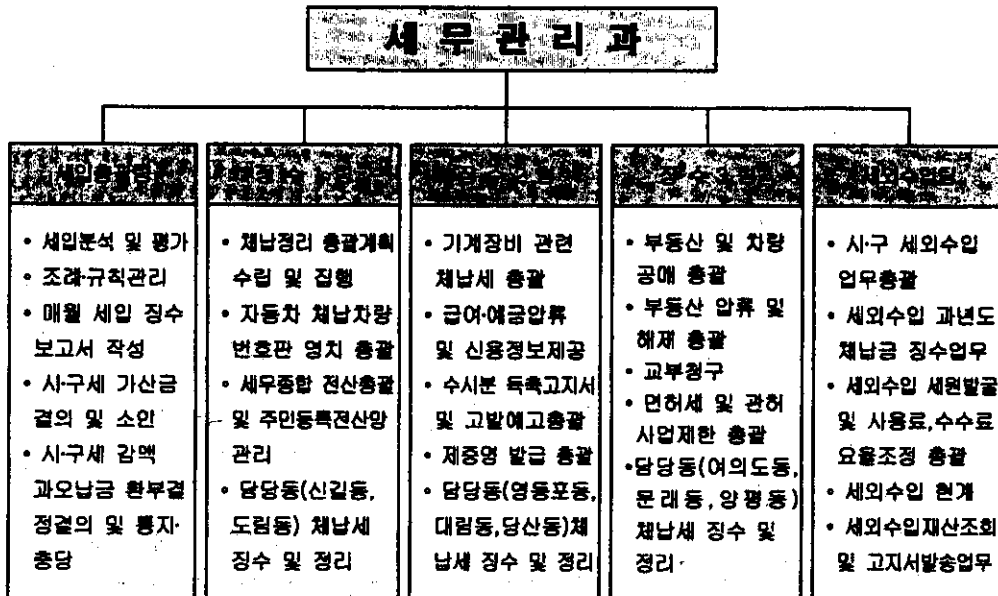 세 무 관 리 과
세입총괄팀
• 세입분석 및 평가
• 조례·규칙관리
• 매월 세입 징수
보고서 작성
• 시·구세 가산금
결의 및 소인
• 시·구세 감액
과오납금 환부결
정결의 및 통지·
충당
• 체납정리 총괄계획
수립 및 집행
• 자동차 체납차량
번호판 영치 총괄
• 세무종합 전산총괄
및 주민등록전산망
관리
• 담당동(신길동,
도림동) 체납세
징수 및 정리
• 기계장비 관련
체납세 총괄
• 급여·예금압류
및 신용정보제공
• 수시분 독촉고지서
및 고발예고총괄
• 제증명 발급 총괄
• 담당동(영등포동,
대림동,당산동)체
납세 징수 및 정리
• 부동산 및 차량
공매 총괄
• 부동산 압류 및
해제 총괄
• 교부청구
• 면허세 및 관허
사업제한 총괄
•담당동(여의도동,
문래동,양평동)
체납세 징수 및
정리
세외수입팀
• 시·구 세외수입
업무총괄
• 세외수입 과년도
체납금 징수업무
• 세외수입 세원발굴
및 사용료,수수료
요율조정 총괄
• 세외수입 현계
• 세외수입재산조회
및 고지서발송업무